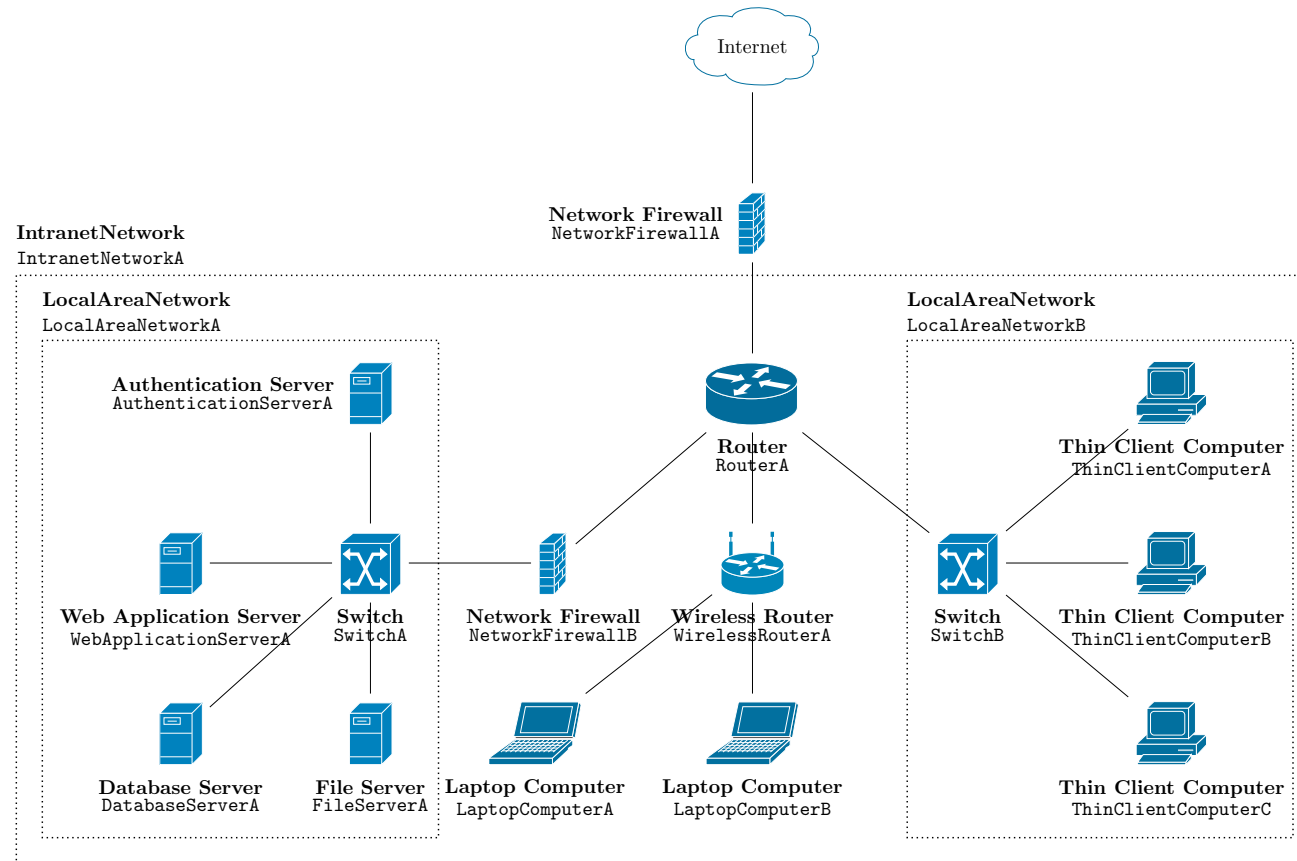 Internet
Network Firewall
NetworkFirewallA
IntranetNetwork
IntranetNetworkA
LocalAreaNetwork
LocalAreaNetworkA
LocalAreaNetwork
LocalAreaNetworkB
Authentication Server
AuthenticationServerA
Router
RouterA
Thin Client Computer
ThinClientComputerA
Web Application Server
WebApplicationServerA
Switch
SwitchA
Network Firewall
NetworkFirewallB
Wireless Router
WirelessRouterA
Switch
SwitchB
Thin Client Computer
ThinClientComputerB
Database Server
DatabaseServerA
File Server
FileServerA
Laptop Computer
LaptopComputerA
Laptop Computer
LaptopComputerB
Thin Client Computer
ThinClientComputerC